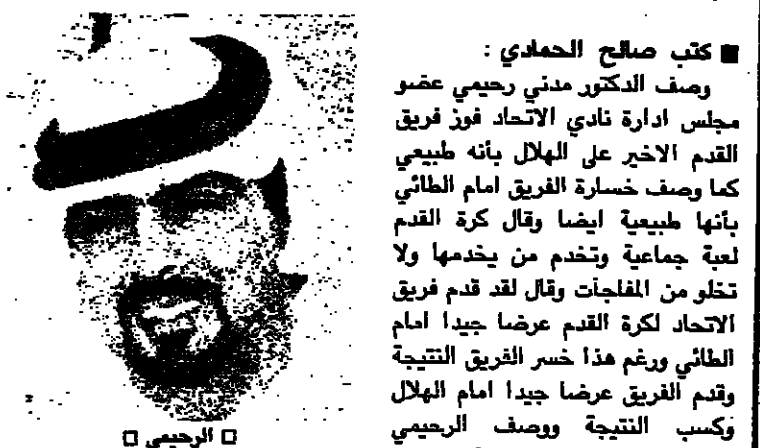 ■ كتب صالح الحمادي :
وصف الدكتور مدني رحيمي عضو
مجلس ادارة نادي الاتحاد فوز فريق
القدم الاخير على الهلال بأنه طبيعي
كما وصف خسارة الفريق امام الطائي
بأنها طبيعية ايضا وقال كرة القدم
لعبة جماعية وتخدم من يخدمها ولا
تخلو من المفاجآت وقال لقد قدم فريق
الاتحاد لكرة القدم عرضا جيدا امام
الطائي ورغم هذا خسر الفريق النتيجة
وقدم الفريق عرضا جيدا امام الهلال
وكسب النتيجة ووصف الرحيمي
□ الرحيمي □